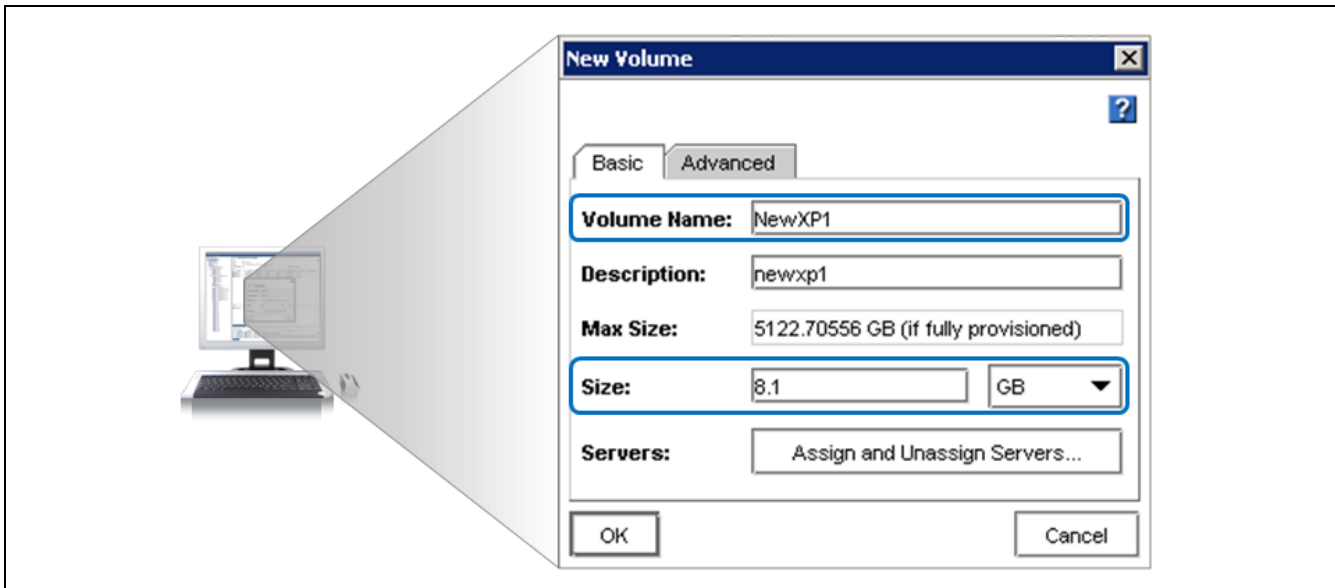 New Volume
?
Basic Advanced
Volume Name: NewXP1
Description: newxp1
Max Size: 5122.70556 GB (if fully provisioned)
Size: 8.1 GB
Servers: Assign and Unassign Servers...
OK Cancel